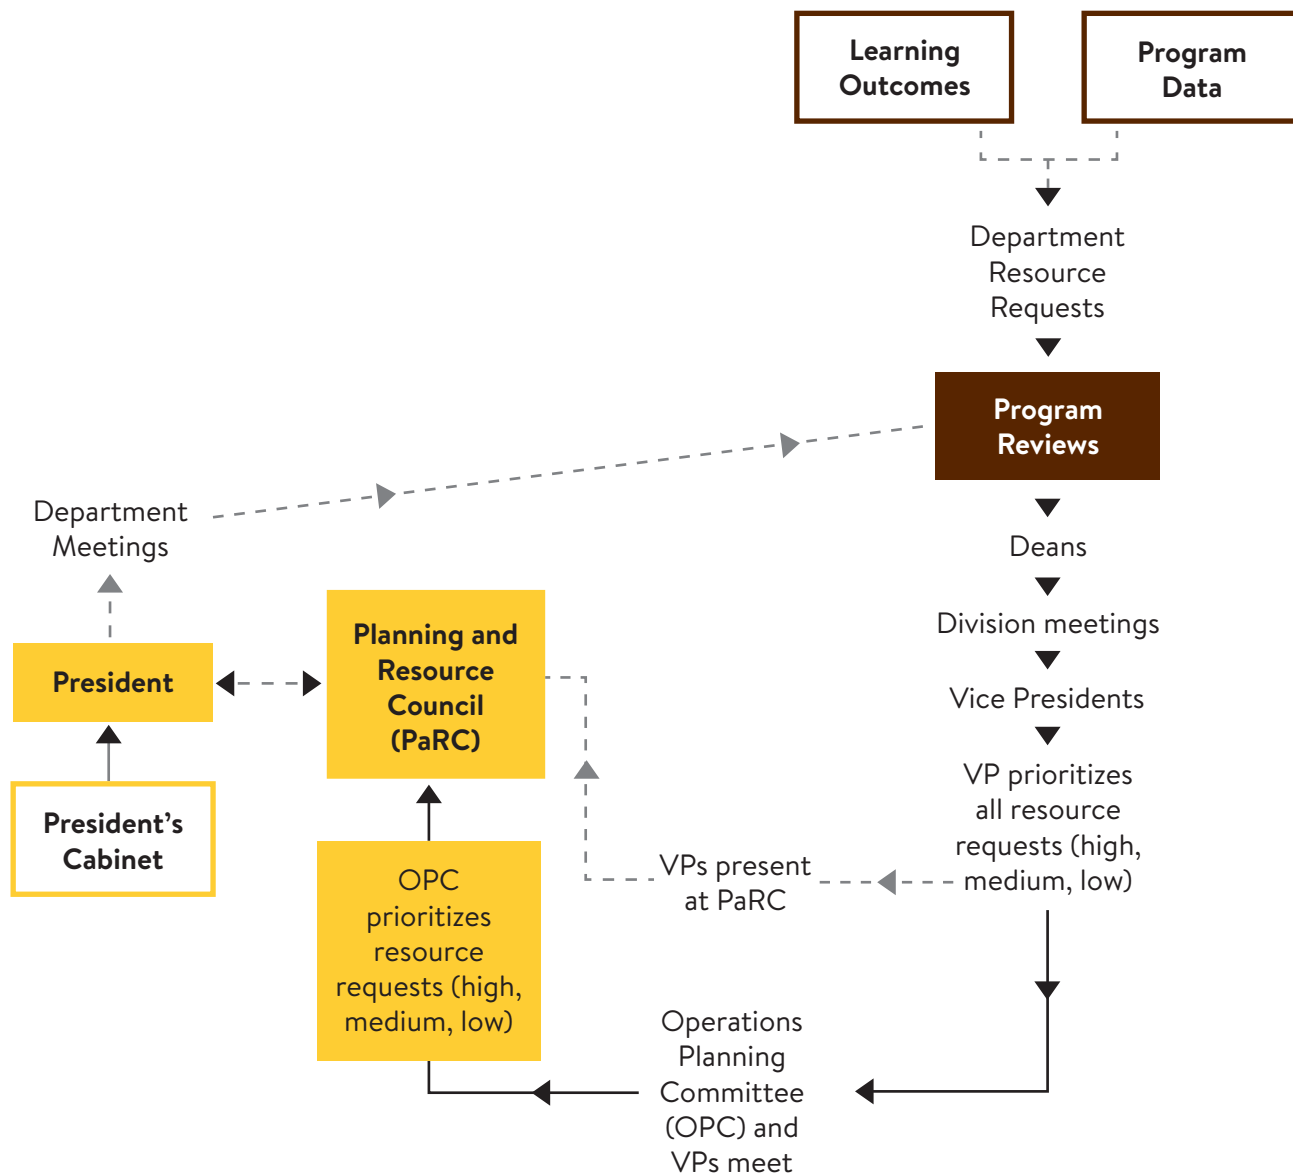 Learning
Outcomes
Program
Data
Department
Resource
Requests
Program
Reviews
Deans
Division meetings
Vice Presidents
VP prioritizes
all resource
requests (high,
medium, low)
VPs present
at PaRC
Operations
Planning
Committee
(OPC) and
VPs meet
OPC
prioritizes
resource
requests (high,
medium, low)
Planning and
Resource
Council
(PaRC)
President
President’s
Cabinet
Department
Meetings